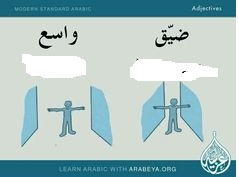 MODERN STANDARD ARABIC
Adjectives
واسع
ضيّق
LEARN ARABIC WITH ARABEYA.ORG